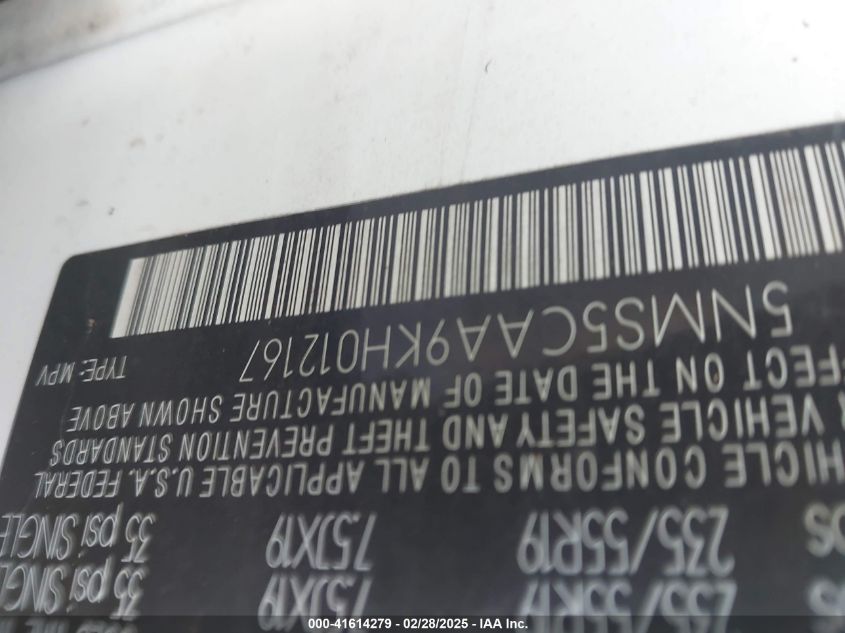 235/55R19 7.5JX19 35 psi SINGLE
235/55R19 7.5JX19 35 psi SINGLE
HICLE CONFORMS TO ALL APPLICABLE U.S.A. FEDERAL
VEHICLE SAFETY AND THEFT PREVENTION STANDARDS
FFECT ON THE DATE OF MANUFACTURE SHOWN ABOVE
5NMS5CAA9KH012167 TYPE: MPV
000-41614279 - 02/28/2025 - IAA, Inc.